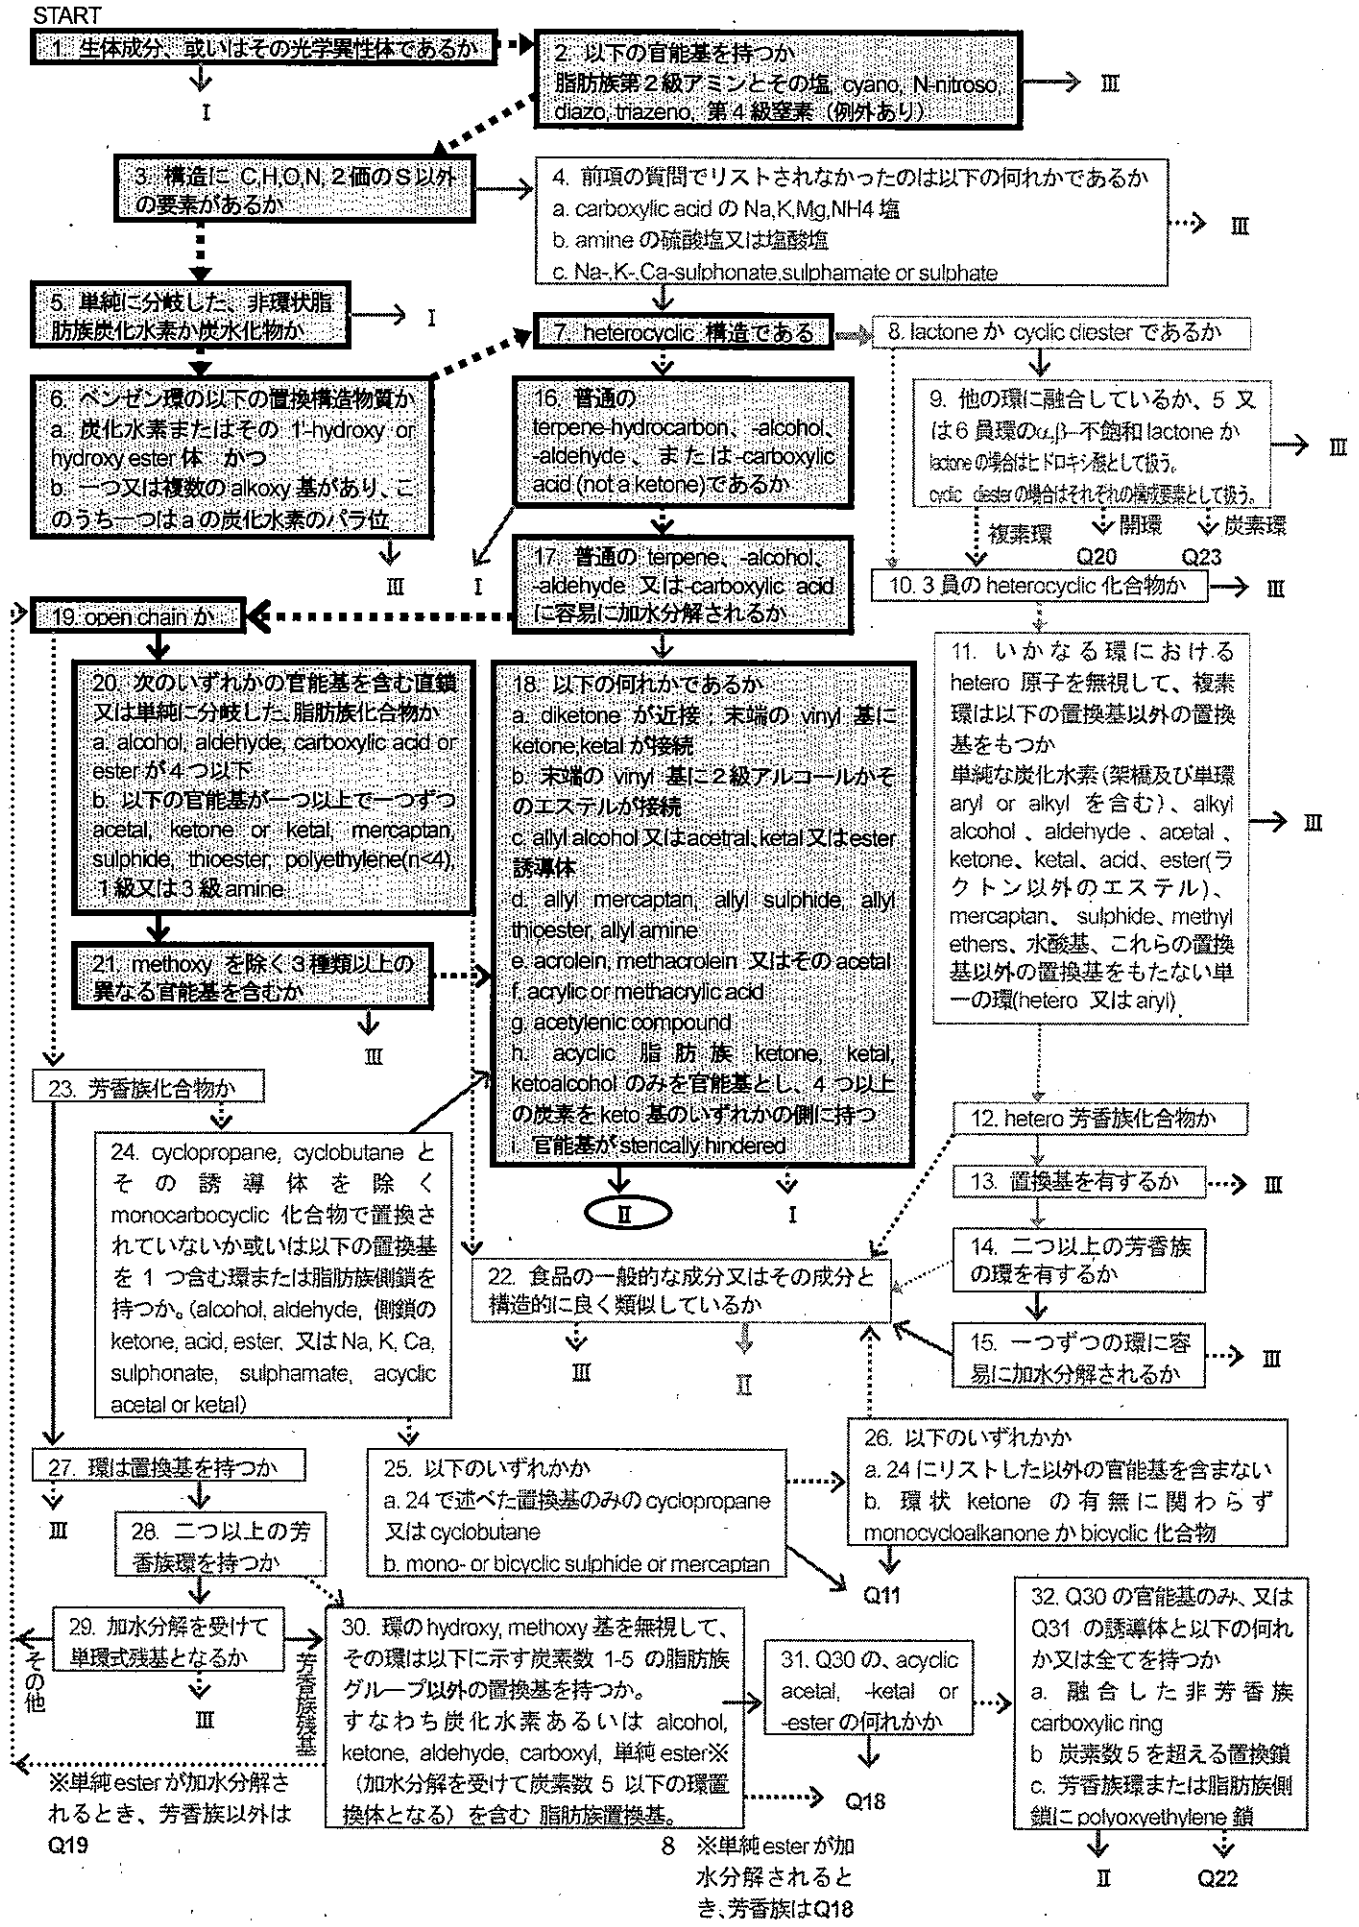 START
1. 生体成分、或いはその光学異性体であるか
I
2. 以下の官能基を持つか
脂肪族第2級アミンとその塩, cyano, N-nitroso,
diazo, triazeno, 第4級窒素（例外あり）
III
3. 構造に C,H,O,N, 2価のS以外
の要素があるか
4. 前項の質問でリストされなかったのは以下の何れかであるか
a. carboxylic acid の Na,K,Mg,NH4 塩
b. amine の硫酸塩又は塩酸塩
c. Na-,K-,Ca-sulphonate,sulphamate or sulphate
III
5. 単純に分岐した、非環状脂
肪族炭化水素か炭水化物か
I
6. ベンゼン環の以下の置換構造物質か
a. 炭化水素またはその 1'-hydroxy or
hydroxy ester 体 かつ
b. 一つ又は複数の alkoxy 基があり、こ
のうち一つは a の炭化水素のパラ位
III
7. heterocyclic 構造である
8. lactone か cyclic diester であるか
9. 他の環に融合しているか、5 又
は 6 員環のα,β-不飽和 lactone か
lactone の場合はヒドロキシ酸として扱う。
cyclic diester の場合はそれぞれの構成要素として扱う。
III
複素環
開環
炭素環
Q20
Q23
10. 3 員の heterocyclic 化合物か
III
11. いかなる環における
hetero 原子を無視して、複素
環は以下の置換基以外の置換
基をもつか
単純な炭化水素(架橋及び単環
aryl or alkyl を含む)、alkyl
alcohol、aldehyde、acetal、
ketone、ketal、acid、ester(ラ
クトン以外のエステル)、
mercaptan、sulphide、methyl
ethers、水酸基、これらの置換
基以外の置換基をもたない単
一の環(hetero 又は aryl)
III
12. hetero 芳香族化合物か
13. 置換基を有するか
III
14. 二つ以上の芳香族
の環を有するか
15. 一つずつの環に容
易に加水分解されるか
III
16. 普通の
terpene-hydrocarbon、-alcohol、
-aldehyde、または-carboxylic
acid (not a ketone)であるか
I
17. 普通の terpene、-alcohol、
-aldehyde 又は-carboxylic acid
に容易に加水分解されるか
18. 以下の何れかであるか
a. diketone が近接；末端の vinyl 基に
ketone,ketal が接続
b. 末端の vinyl 基に2級アルコールかそ
のエステルが接続
c. allyl alcohol 又は acetral, ketal 又は ester
誘導体
d. allyl mercaptan, allyl sulphide, allyl
thioester, allyl amine
e. acrolein, methacrolein 又はその acetal
f. acrylic or methacrylic acid
g. acetylenic compound
h. acyclic 脂肪族 ketone, ketal,
ketoalcohol のみを官能基とし、4 つ以上
の炭素を keto 基のいずれかの側に持つ
i. 官能基が sterically hindered
II
I
19. open chain か
20. 次のいずれかの官能基を含む直鎖
又は単純に分岐した、脂肪族化合物か
a. alcohol, aldehyde, carboxylic acid or
ester が 4 つ以下
b. 以下の官能基が一つ以上で一つずつ
acetal, ketone or ketal, mercaptan,
sulphide, thioester, polyethylene(n<4),
1級又は3級 amine
21. methoxy を除く3種類以上の
異なる官能基を含むか
III
22. 食品の一般的な成分又はその成分と
構造的に良く類似しているか
III
II
23. 芳香族化合物か
24. cyclopropane, cyclobutane と
その誘導体を除く
monocarbocyclic 化合物で置換さ
れていないか或いは以下の置換基
を 1 つ含む環または脂肪族側鎖を
持つか。(alcohol, aldehyde, 側鎖の
ketone, acid, ester, 又は Na, K, Ca,
sulphonate, sulphamate, acyclic
acetal or ketal)
25. 以下のいずれかか
a. 24 で述べた置換基のみの cyclopropane
又は cyclobutane
b. mono- or bicyclic sulphide or mercaptan
26. 以下のいずれかか
a. 24 にリストした以外の官能基を含まない
b. 環状 ketone の有無に関わらず
monocycloalkanone か bicyclic 化合物
Q11
27. 環は置換基を持つか
III
28. 二つ以上の芳
香族環を持つか
29. 加水分解を受けて
単環式残基となるか
その他
芳香族残基
III
※単純 ester が加水分解さ
れるとき、芳香族以外は
Q19
30. 環の hydroxy, methoxy 基を無視して、
その環は以下に示す炭素数 1-5 の脂肪族
グループ以外の置換基を持つか。
すなわち炭化水素あるいは alcohol,
ketone, aldehyde, carboxyl, 単純 ester※
（加水分解を受けて炭素数 5 以下の環置
換体となる）を含む 脂肪族置換基。
31. Q30 の、acyclic
acetal, -ketal or
-ester の何れかか
Q18
32. Q30 の官能基のみ、又は
Q31 の誘導体と以下の何れ
か又は全てを持つか
a. 融合した非芳香族
carboxylic ring
b 炭素数 5 を超える置換鎖
c. 芳香族環または脂肪族側
鎖に polyoxyethylene 鎖
II
Q22
8
※単純 ester が加
水分解されると
き、芳香族は Q18